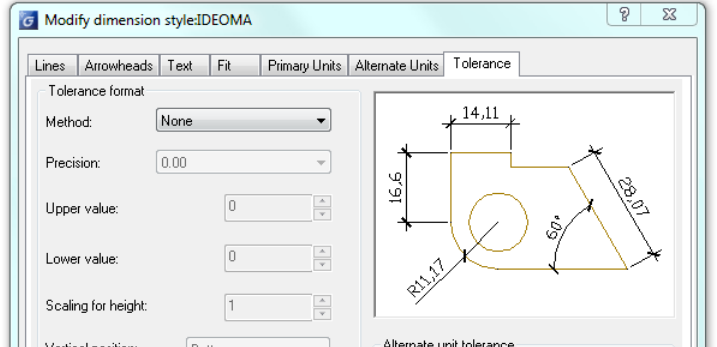 Modify dimension style:IDEOMA
Lines Arrowheads Text Fit Primary Units Alternate Units Tolerance
Tolerance format
Method: None
Precision: 0.00
Upper value: 0
Lower value: 0
Scaling for height: 1
14,11
16,6
28,07
60°
R11,17
Alternate unit tolerance